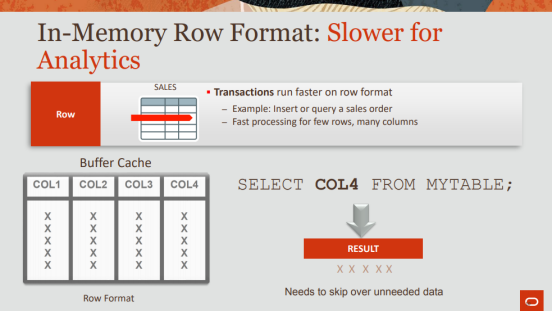 In-Memory Row Format: Slower for
Analytics
Row
SALES
▪ Transactions run faster on row format
– Example: Insert or query a sales order
– Fast processing for few rows, many columns
Buffer Cache
COL1 COL2 COL3 COL4
X X X X
X X X X
X X X X
X X X X
X X X X
Row Format
SELECT COL4 FROM MYTABLE;
RESULT
X X X X X
Needs to skip over unneeded data